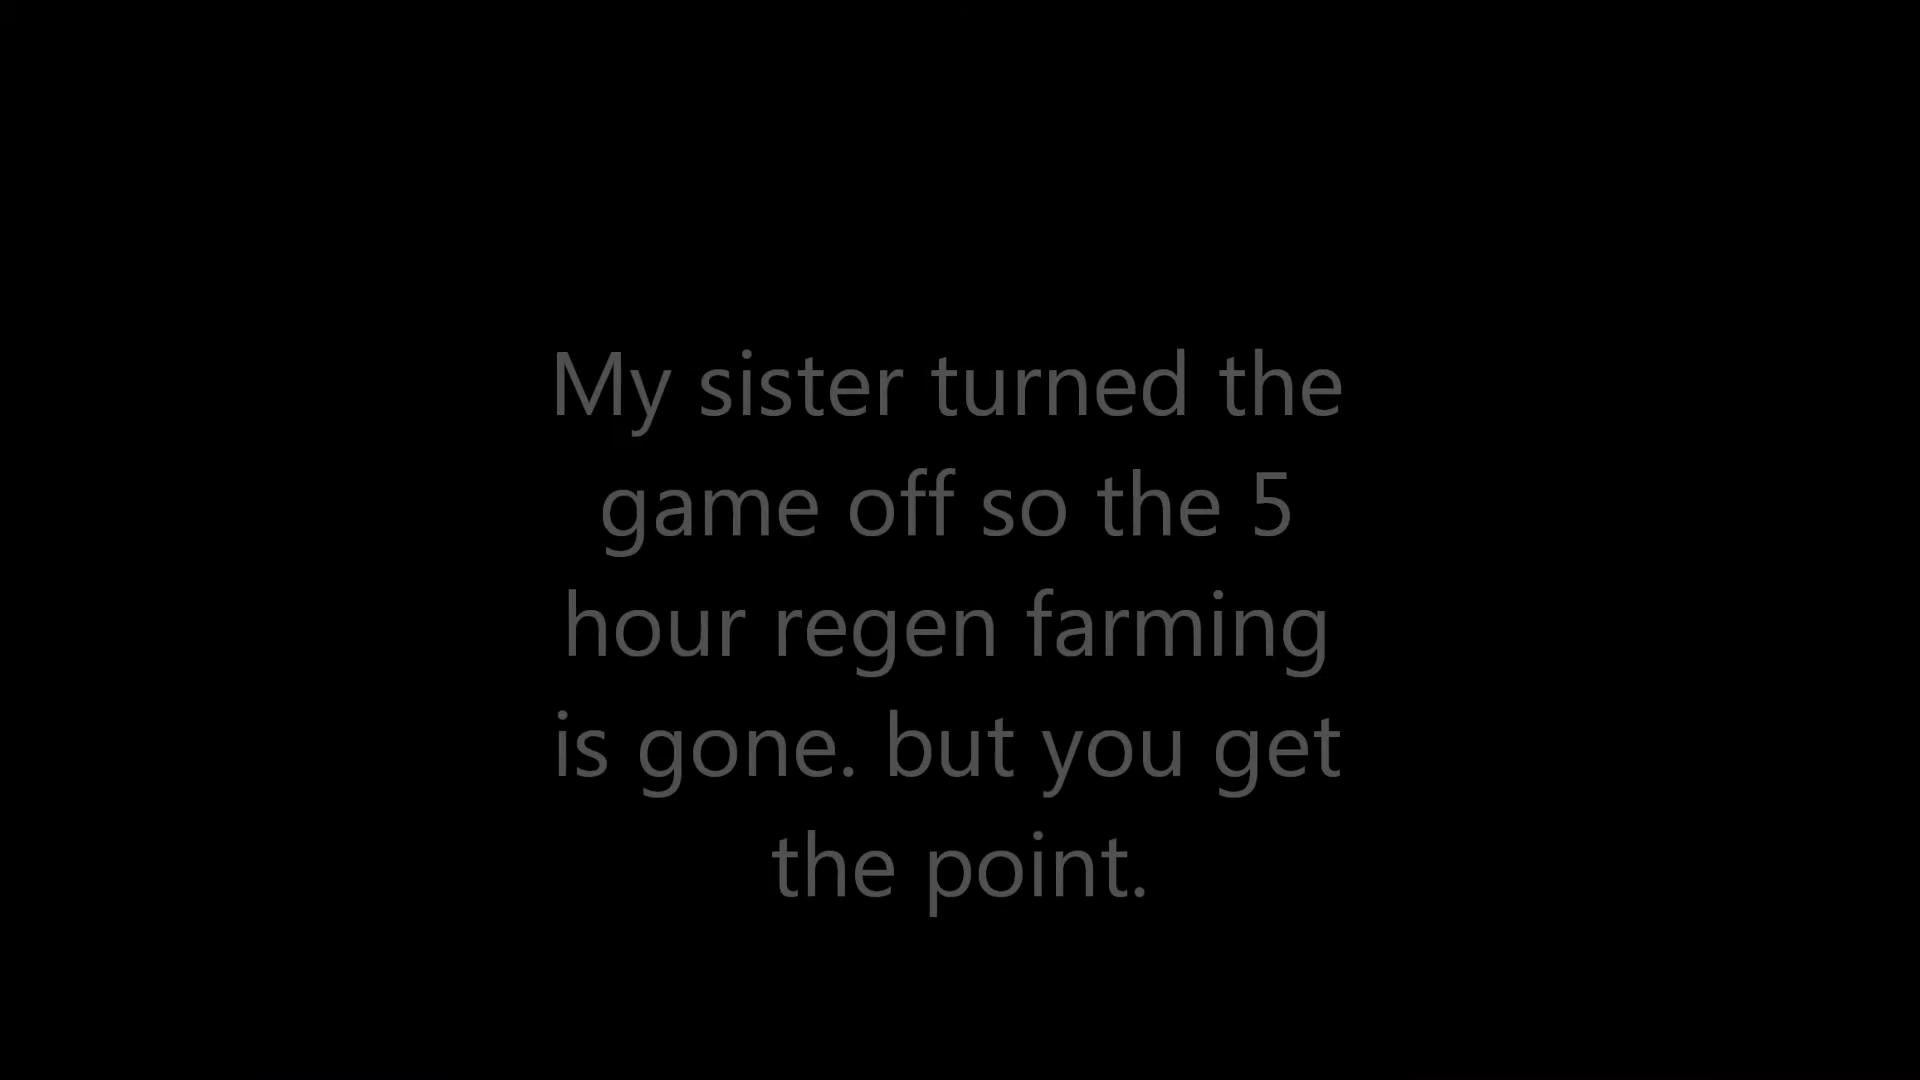 My sister turned the
game off so the 5
hour regen farming
is gone. but you get
the point.